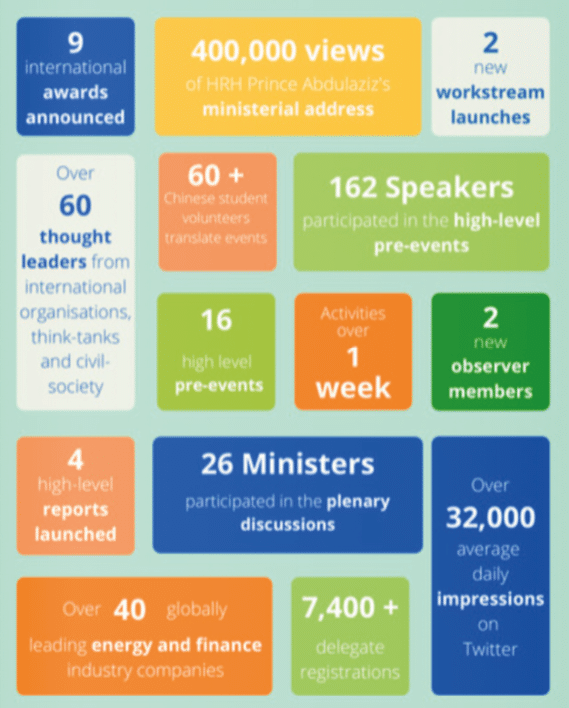 9
international
awards
announced
400,000 views
of HRH Prince Abdulaziz's
ministerial address
2
new
workstream
launches
Over
60
thought
leaders from
international
organisations,
think-tanks
and civil-
society
60 +
Chinese student
volunteers
translate events
162 Speakers
participated in the high-level
pre-events
16
high level
pre-events
Activities
over
1
week
2
new
observer
members
4
high-level
reports
launched
26 Ministers
participated in the plenary
discussions
Over
32,000
average
daily
impressions
on
Twitter
Over 40 globally
leading energy and finance
industry companies
7,400 +
delegate
registrations